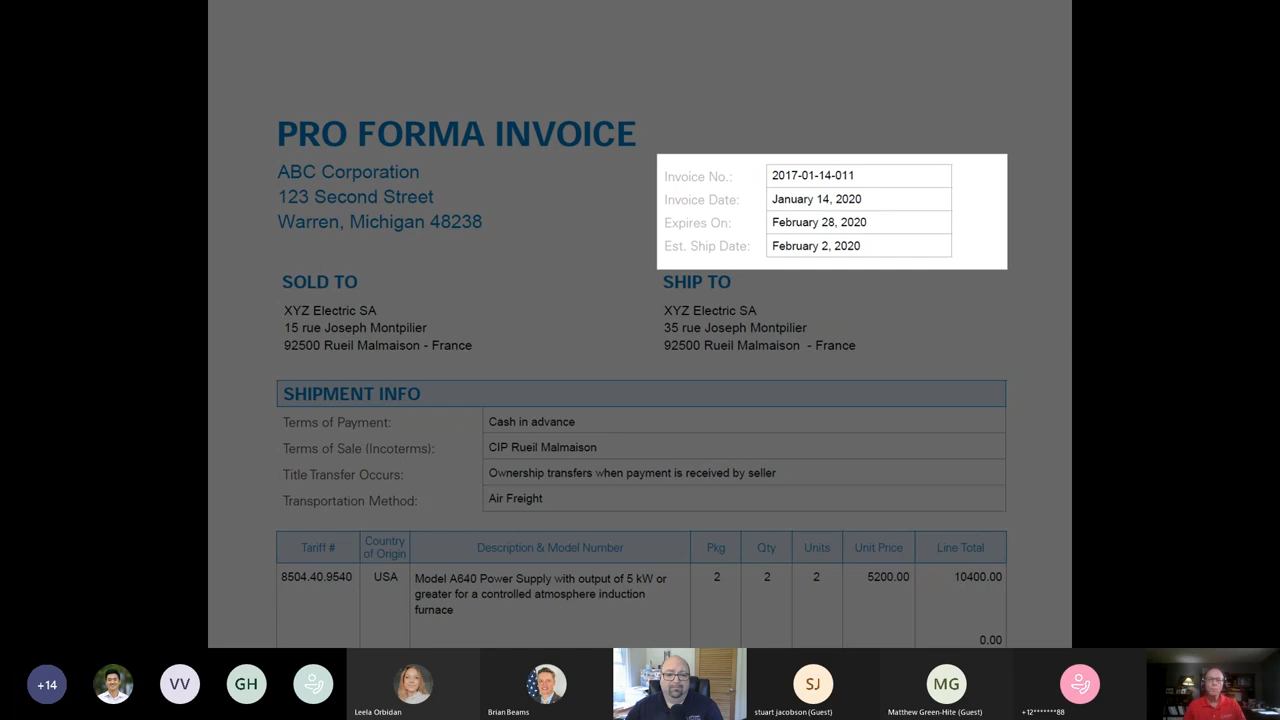 PRO FORMA INVOICE
ABC Corporation
123 Second Street
Warren, Michigan 48238
Invoice No.: 2017-01-14-011
Invoice Date: January 14, 2020
Expires On: February 28, 2020
Est. Ship Date: February 2, 2020
SOLD TO
XYZ Electric SA
15 rue Joseph Montpilier
92500 Rueil Malmaison - France
SHIP TO
XYZ Electric SA
35 rue Joseph Montpilier
92500 Rueil Malmaison - France
SHIPMENT INFO
Terms of Payment: Cash in advance
Terms of Sale (Incoterms): CIP Rueil Malmaison
Title Transfer Occurs: Ownership transfers when payment is received by seller
Transportation Method: Air Freight
Tariff # Country of Origin Description & Model Number Pkg Qty Units Unit Price Line Total
8504.40.9540 USA Model A640 Power Supply with output of 5 kW or 2 2 2 5200.00 10400.00
greater for a controlled atmosphere induction
furnace
0.00
+14 VV GH SJ MG
Leela Orbidan Brian Beams stuart jacobson (Guest) Matthew Green-Hite (Guest) +12*******88